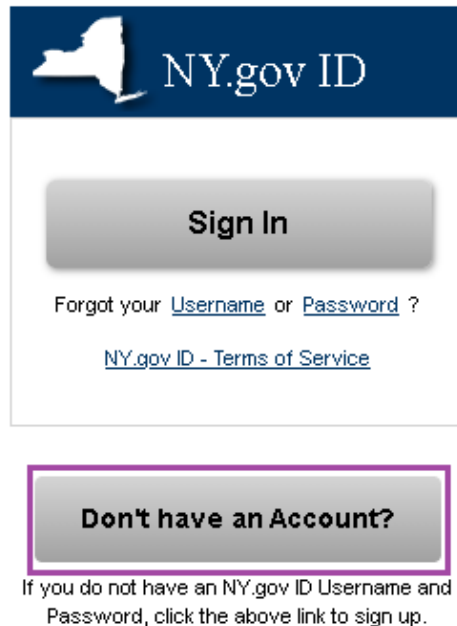 NY.gov ID
Sign In
Forgot your Username or Password ?
NY.gov ID - Terms of Service
Don't have an Account?
If you do not have an NY.gov ID Username and
Password, click the above link to sign up.